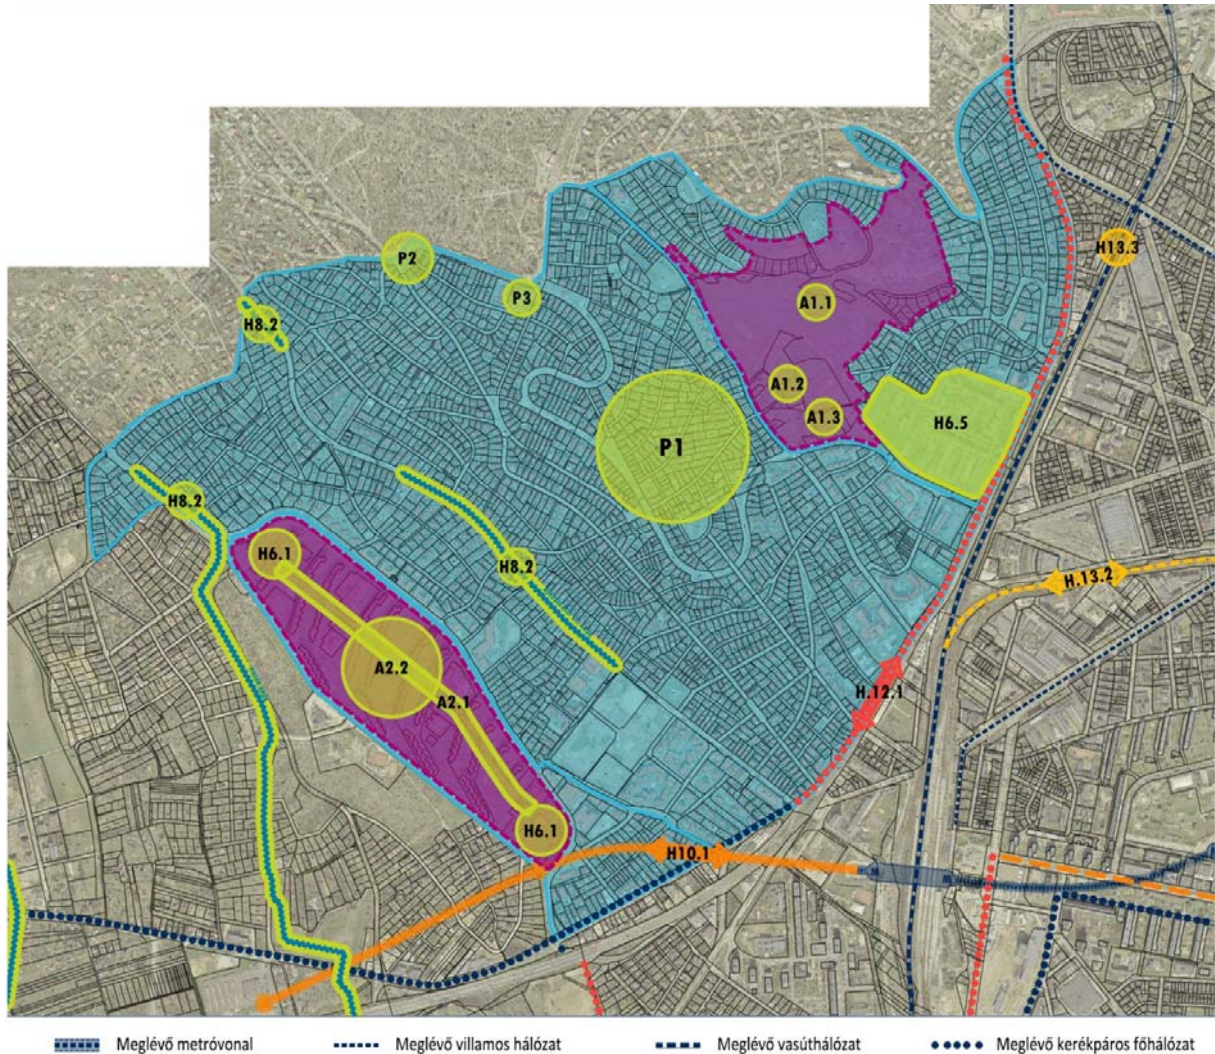 H13.3
P2
P3
A1.1
H8.2
A1.2
A1.3
H6.5
P1
H8.2
H6.1
H8.2
H.13.2
A2.2
A2.1
H.12.1
H6.1
H10.1
M
M
Meglévő metróvonal
Meglévő villamos hálózat
Meglévő vasúthálózat
Meglévő kerékpáros főhálózat